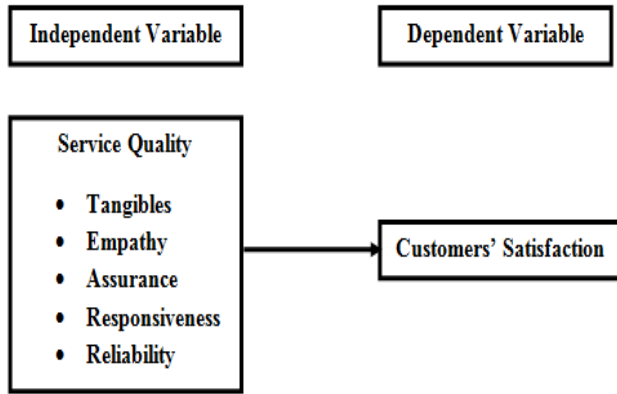 Independent Variable
Dependent Variable
Service Quality
• Tangibles
• Empathy
• Assurance
• Responsiveness
• Reliability
Customers’ Satisfaction